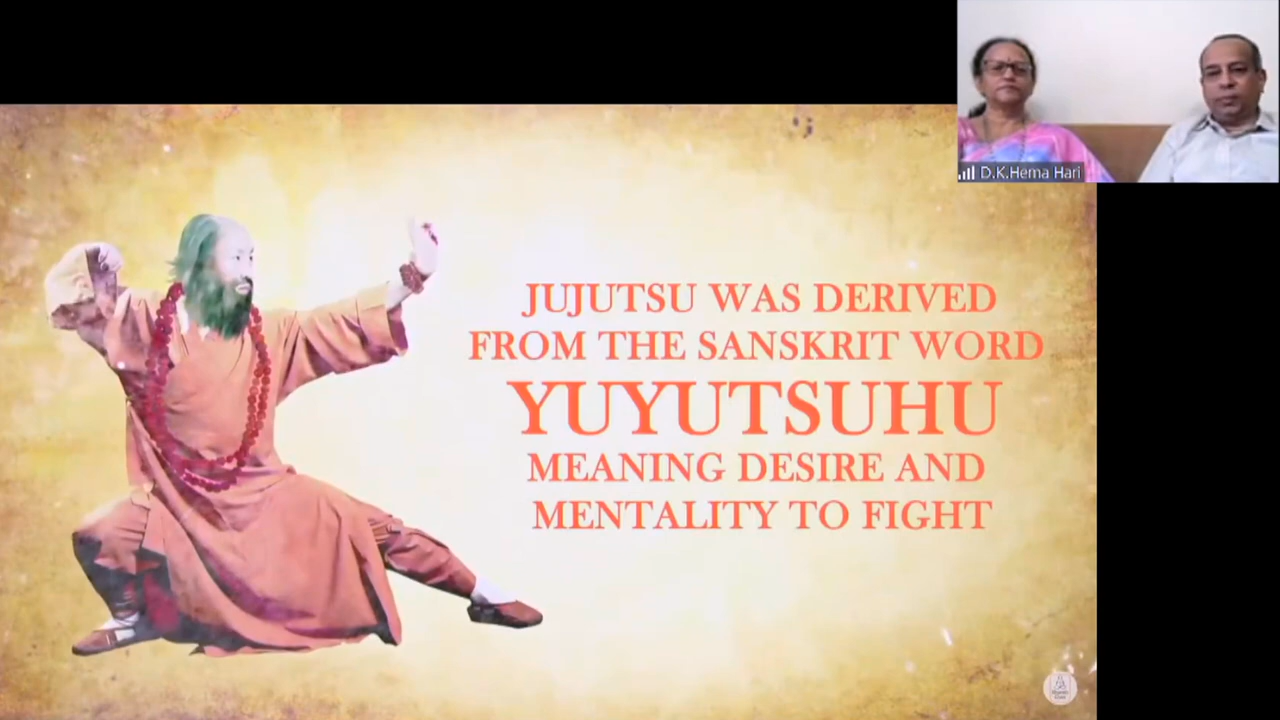 D.K.Hema Hari
JUJUTSU WAS DERIVED
FROM THE SANSKRIT WORD
YUYUTSUHU
MEANING DESIRE AND
MENTALITY TO FIGHT